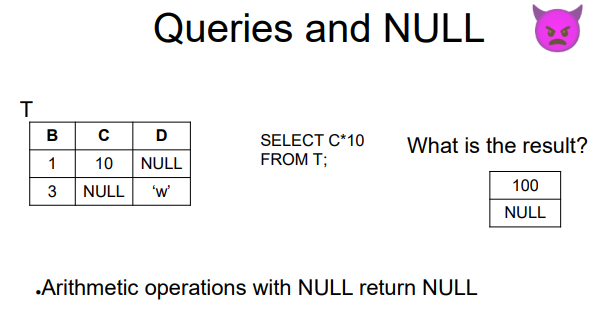 Queries and NULL
T
B C D
1 10 NULL
3 NULL ‘w’
SELECT C*10
FROM T;
What is the result?
100
NULL
•Arithmetic operations with NULL return NULL